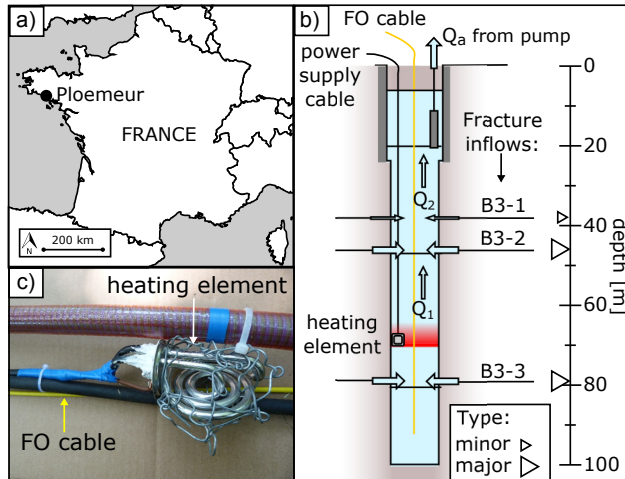 a)
Ploemeur
FRANCE
N
200 km
c)
heating element
FO cable
b)
FO cable
Qa from pump
power
supply
cable
0
Fracture
inflows:
20
Q2
B3-1
40
B3-2
depth [m]
Q1
60
heating
element
B3-3
80
Type:
minor
major
100